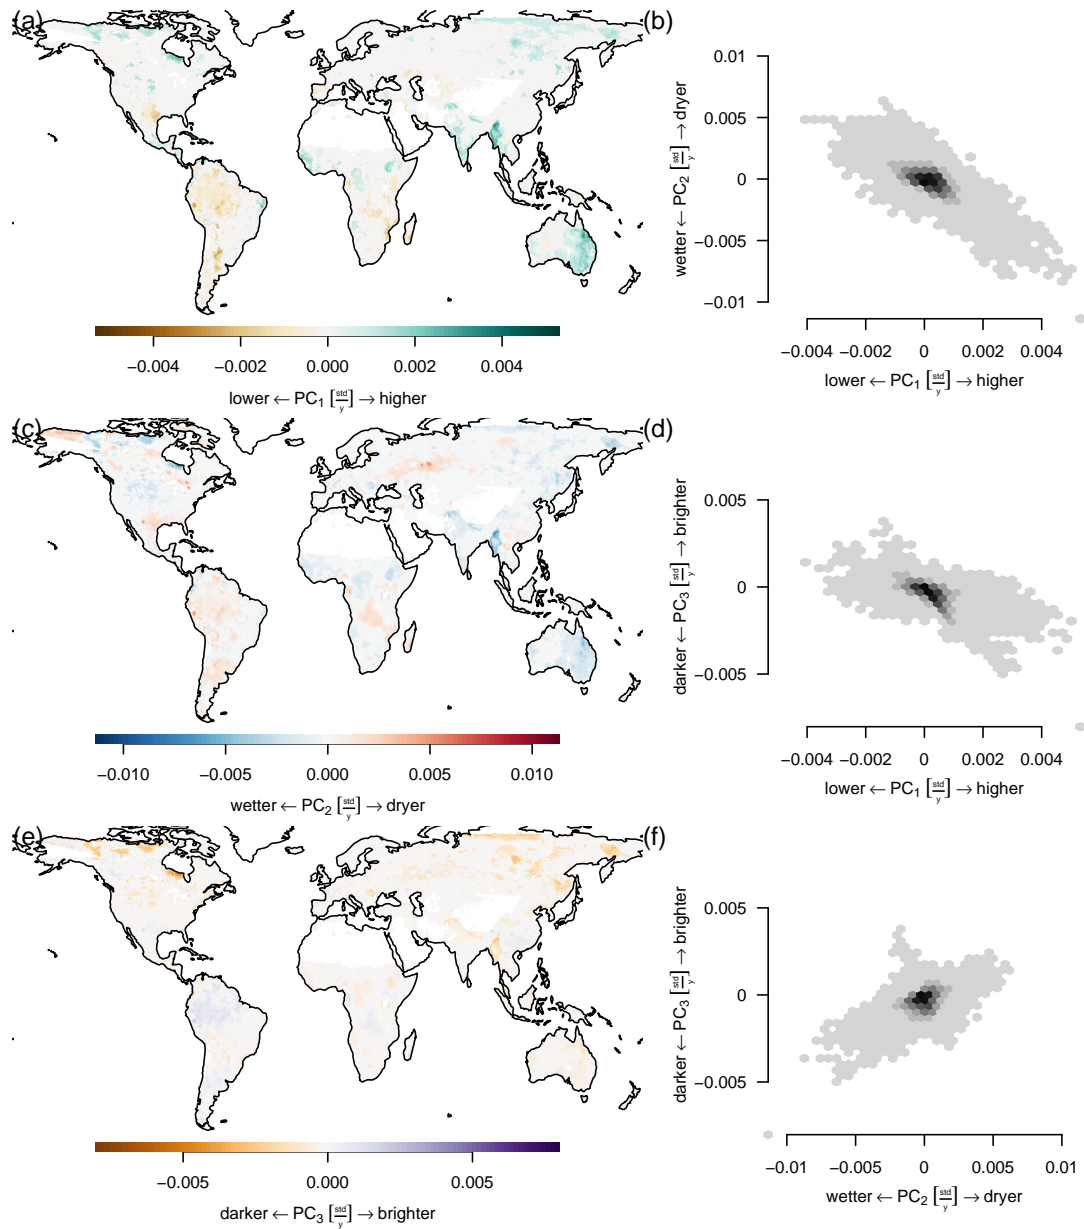 (a)
−0.004 −0.002 0.000 0.002 0.004
lower ← PC₁ [std/y] → higher
(b)
wetter ← PC₂ [std/y] → dryer
0.01
0.005
0
−0.005
−0.01
−0.004 −0.002 0 0.002 0.004
lower ← PC₁ [std/y] → higher
(c)
−0.010 −0.005 0.000 0.005 0.010
wetter ← PC₂ [std/y] → dryer
(d)
darker ← PC₃ [std/y] → brighter
0.005
0
−0.005
−0.004 −0.002 0 0.002 0.004
lower ← PC₁ [std/y] → higher
(e)
−0.005 0.000 0.005
darker ← PC₃ [std/y] → brighter
(f)
darker ← PC₃ [std/y] → brighter
0.005
0
−0.005
−0.01 −0.005 0 0.005 0.01
wetter ← PC₂ [std/y] → dryer